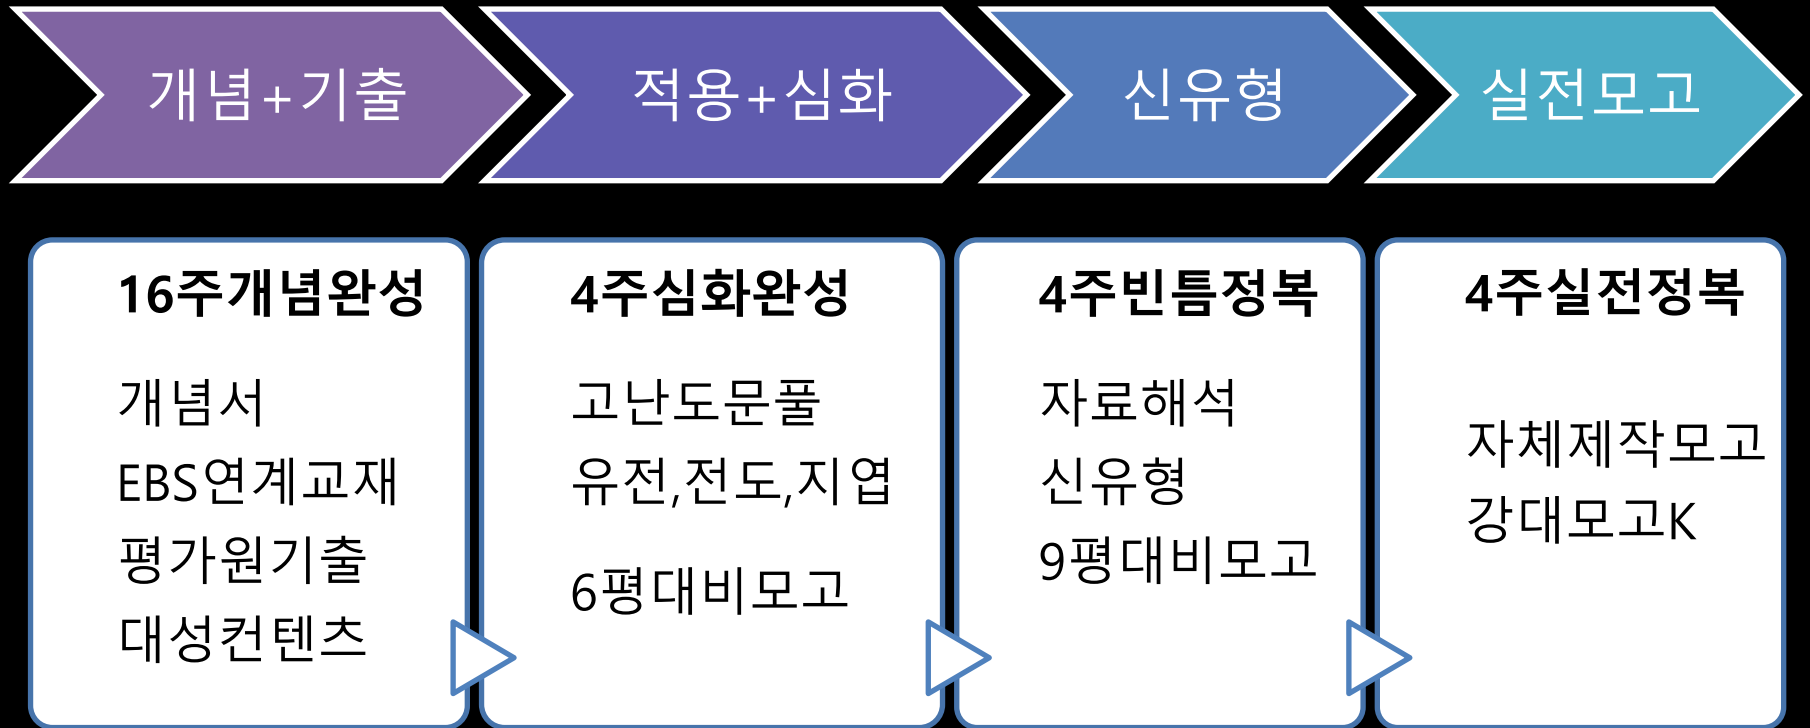 개념+기출
적용+심화
신유형
실전모고
16주개념완성
개념서
EBS연계교재
평가원기출
대성컨텐츠
4주심화완성
고난도문풀
유전,전도,지엽
6평대비모고
4주빈틈정복
자료해석
신유형
9평대비모고
4주실전정복
자체제작모고
강대모고K